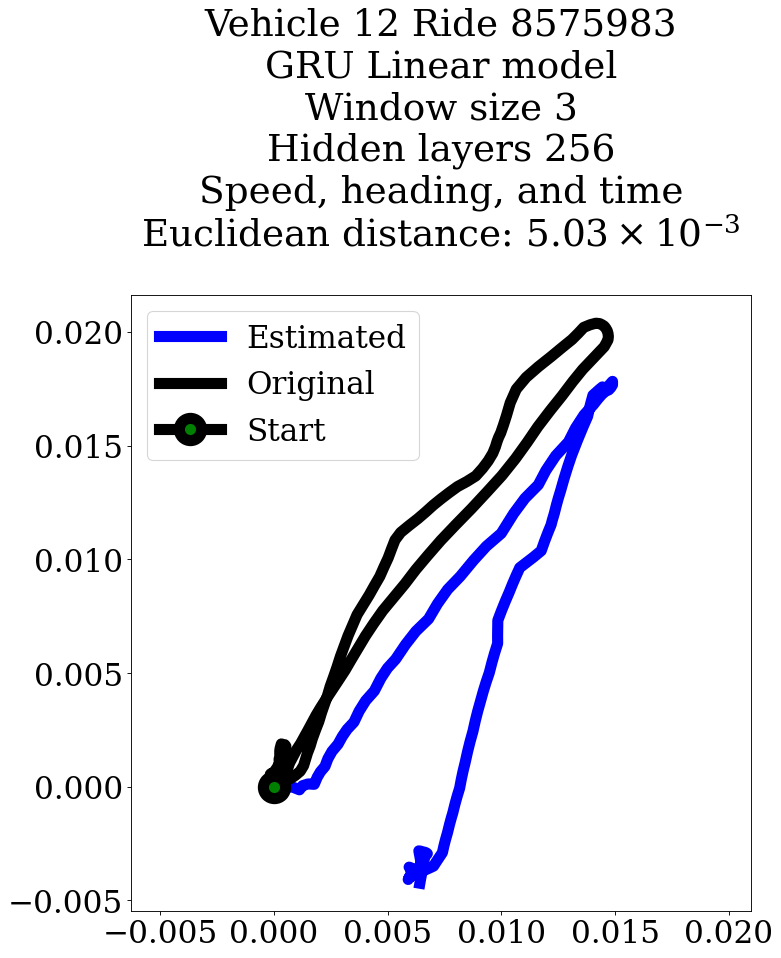 Vehicle 12 Ride 8575983
GRU Linear model
Window size 3
Hidden layers 256
Speed, heading, and time
Euclidean distance: 5.03 × 10⁻³
Estimated
Original
Start
0.020
0.015
0.010
0.005
0.000
−0.005
−0.005 0.000 0.005 0.010 0.015 0.020